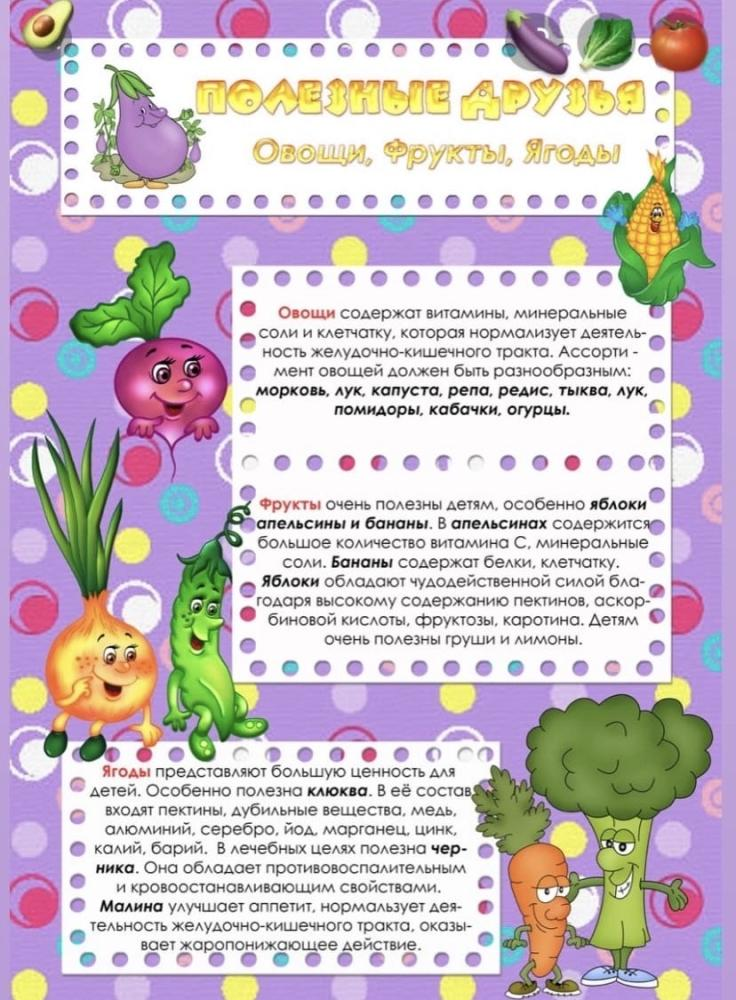 ПОЛЕЗНЫЕ ДРУЗЬЯ
Овощи, Фрукты, Ягоды
Овощи содержат витамины, минеральные
соли и клетчатку, которая нормализует деятель-
ность желудочно-кишечного тракта. Ассорти -
мент овощей должен быть разнообразным:
морковь, лук, капуста, репа, редис, тыква, лук,
помидоры, кабачки, огурцы.
Фрукты очень полезны детям, особенно яблоки
апельсины и бананы. В апельсинах содержится
большое количество витамина С, минеральные
соли. Бананы содержат белки, клетчатку.
Яблоки обладают чудодейственной силой бла-
годаря высокому содержанию пектинов, аскор-
биновой кислоты, фруктозы, каротина. Детям
очень полезны груши и лимоны.
Ягоды представляют большую ценность для
детей. Особенно полезна клюква. В её состав
входят пектины, дубильные вещества, медь,
алюминий, серебро, йод, марганец, цинк,
калий, барий. В лечебных целях полезна чер-
ника. Она обладает противовоспалительным
и кровоостанавливающим свойствами.
Малина улучшает аппетит, нормальзует дея-
тельность желудочно-кишечного тракта, оказы-
вает жаропонижающее действие.